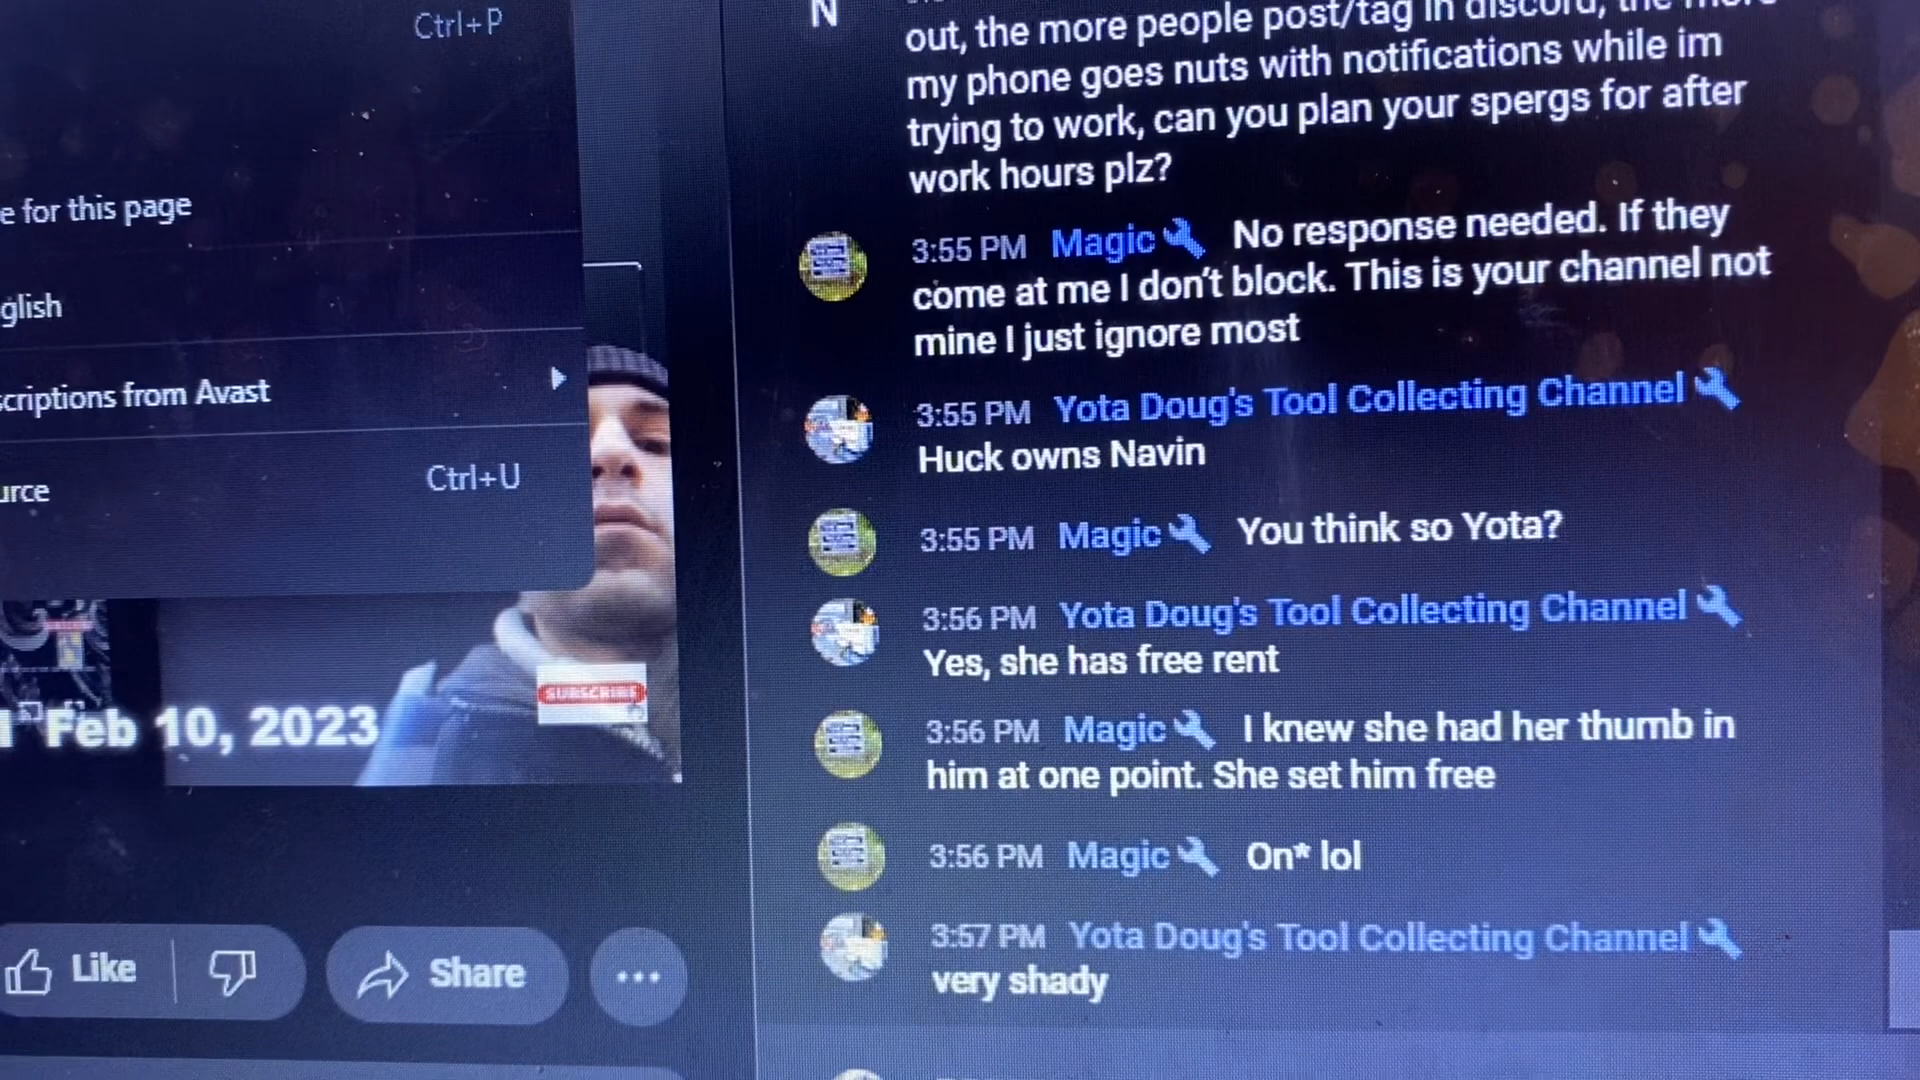 Ctrl+P
e for this page
glish
scriptions from Avast
urce
Ctrl+U
SUBSCRIBE
Feb 10, 2023
Like
Share
N
out, the more people post/tag in discord, the more
my phone goes nuts with notifications while im
trying to work, can you plan your spergs for after
work hours plz?
3:55 PM Magic No response needed. If they
come at me I don't block. This is your channel not
mine I just ignore most
3:55 PM Yota Doug's Tool Collecting Channel
Huck owns Navin
3:55 PM Magic You think so Yota?
3:56 PM Yota Doug's Tool Collecting Channel
Yes, she has free rent
3:56 PM Magic I knew she had her thumb in
him at one point. She set him free
3:56 PM Magic On* lol
3:57 PM Yota Doug's Tool Collecting Channel
very shady